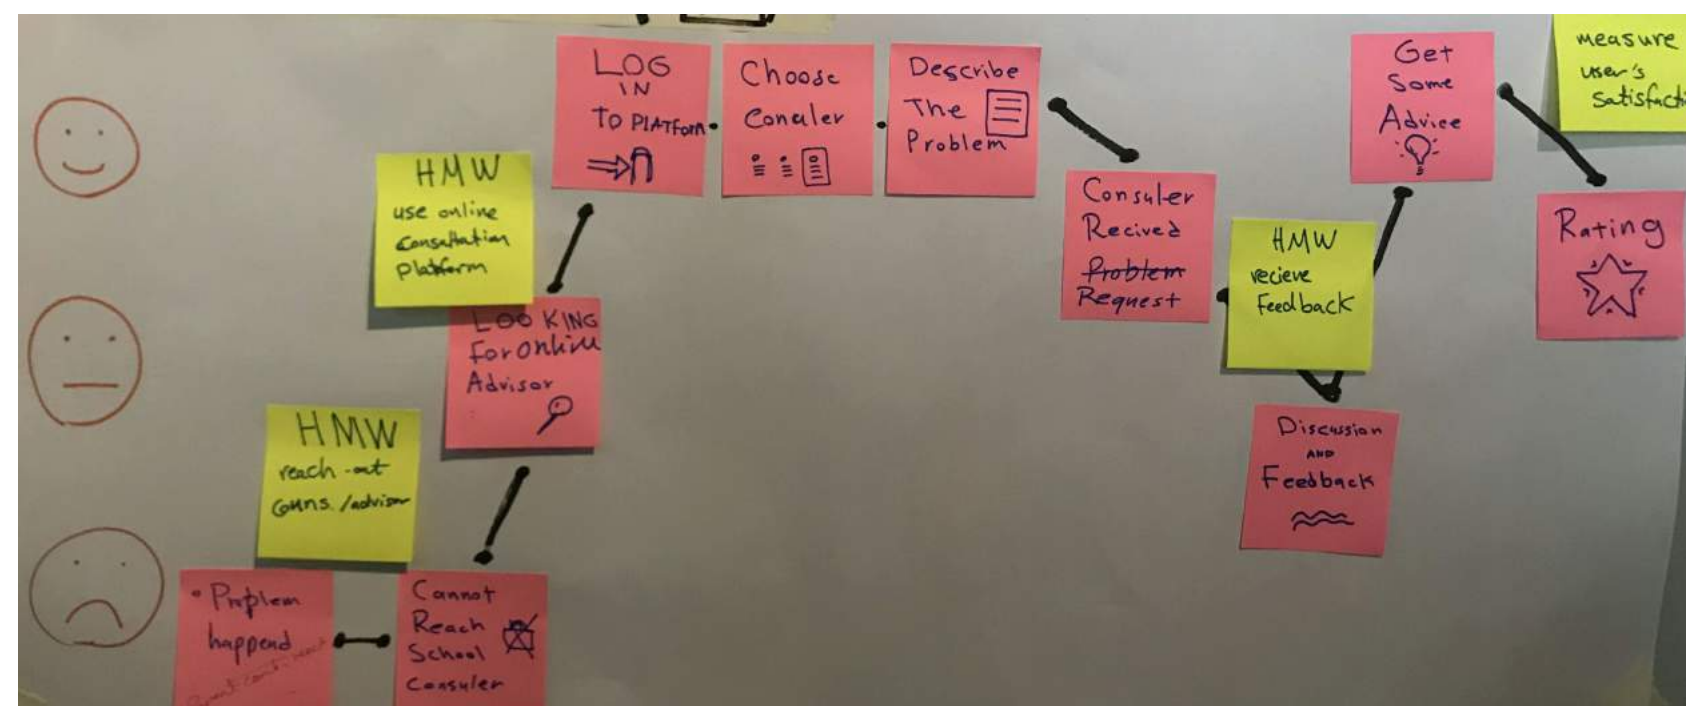 LOG
IN
To PLATform
Choose
Conculer
Describe
The
Problem
Get
Some
Advice
measure
user's
Satisfacti
HMW
use online
Consultation
platform
Consuler
Recived
Problem
Request
HMW
recieve
Feedback
Rating
LOOKING
For Online
Advisor
HMW
reach-out
couns./advisor
Discussion
AND
Feedback
Problem
happend
Cannot
Reach
School
Consuler